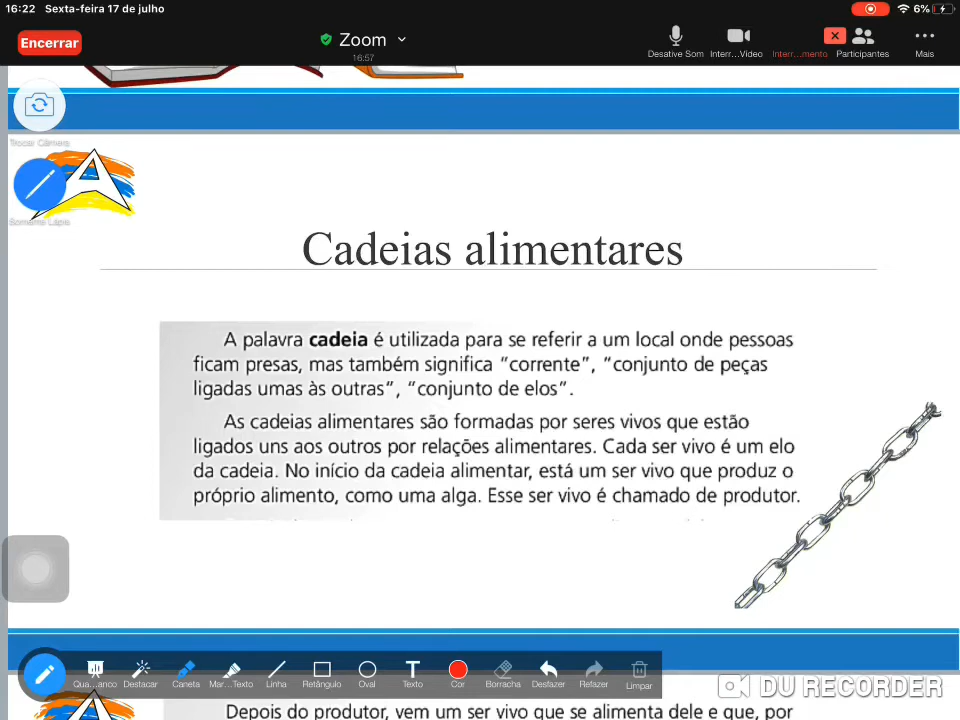 16:22 Sexta-feira 17 de julho
6%
Encerrar
Zoom
16:57
Desative Som
Interr...Vídeo
Interr...mento
Participantes
Mais
Trocar Câmera
Somente Lápis
Cadeias alimentares
A palavra cadeia é utilizada para se referir a um local onde pessoas
ficam presas, mas também significa “corrente”, “conjunto de peças
ligadas umas às outras”, “conjunto de elos”.
As cadeias alimentares são formadas por seres vivos que estão
ligados uns aos outros por relações alimentares. Cada ser vivo é um elo
da cadeia. No início da cadeia alimentar, está um ser vivo que produz o
próprio alimento, como uma alga. Esse ser vivo é chamado de produtor.
Qua...anco
Destacar
Caneta
Mar...Texto
Linha
Retângulo
Oval
Texto
Cor
Borracha
Desfazer
Refazer
Limpar
DU RECORDER
Depois do produtor, vem um ser vivo que se alimenta dele e que, por